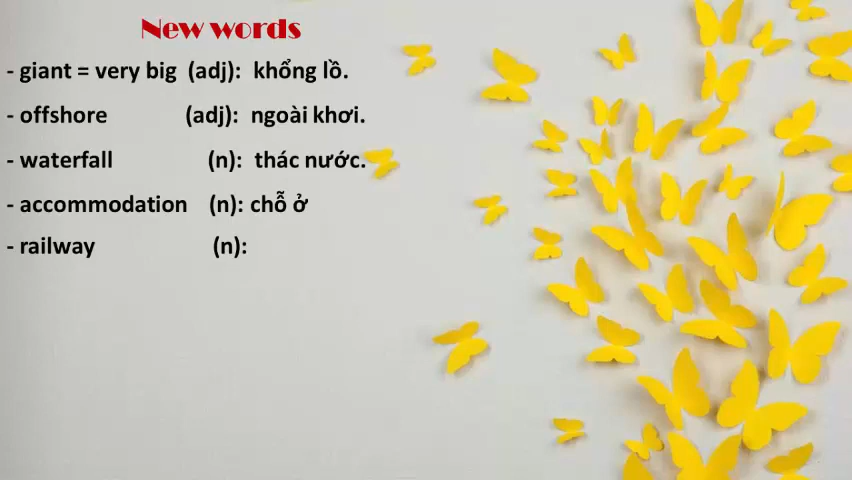 New words
- giant = very big (adj): khổng lồ.
- offshore (adj): ngoài khơi.
- waterfall (n): thác nước.
- accommodation (n): chỗ ở
- railway (n):